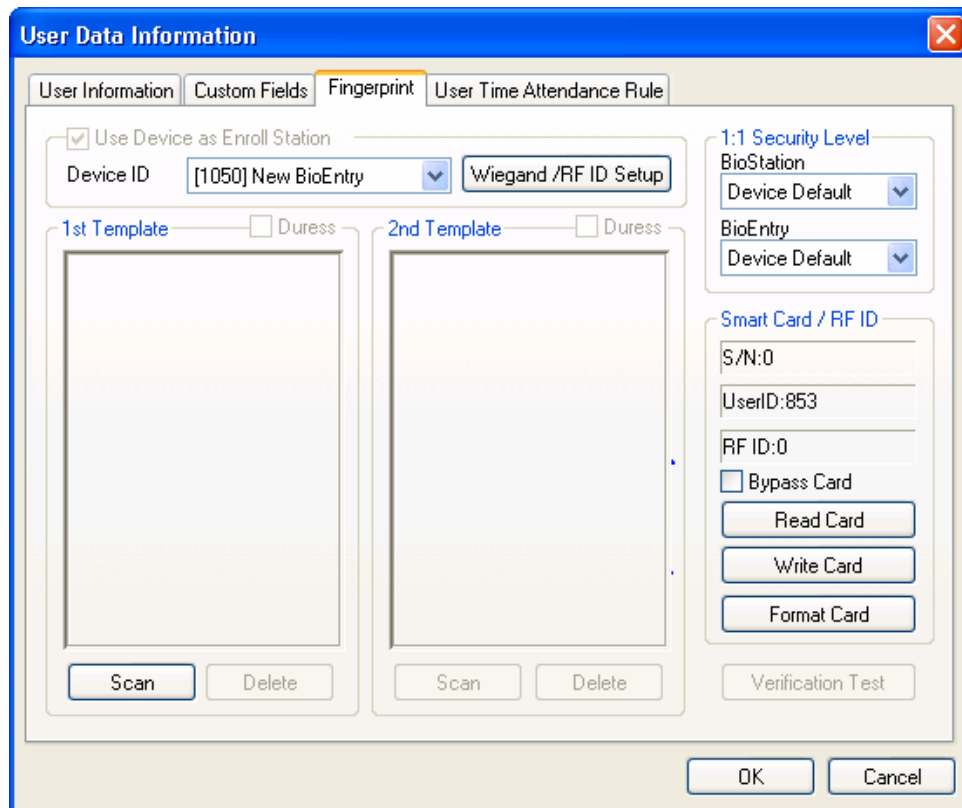 User Data Information
User Information Custom Fields Fingerprint User Time Attendance Rule
Use Device as Enroll Station
Device ID [1050] New BioEntry Wiegand /RF ID Setup
1st Template Duress
Scan Delete
2nd Template Duress
Scan Delete
1:1 Security Level
BioStation
Device Default
BioEntry
Device Default
Smart Card / RF ID
S/N:0
UserID:853
RF ID:0
Bypass Card
Read Card
Write Card
Format Card
Verification Test
OK Cancel